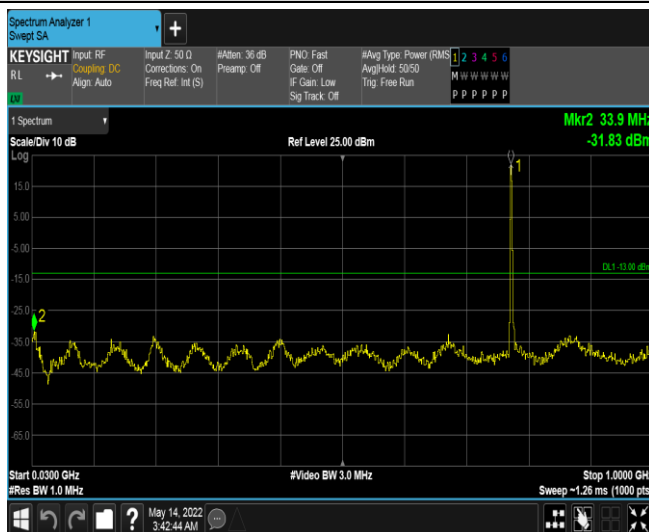 Spectrum Analyzer 1
Swept SA
+
KEYSIGHT Input: RF Input Z: 50 Ω #Atten: 36 dB PNO: Fast #Avg Type: Power (RMS 1 2 3 4 5 6
RL Coupling: DC Corrections: On Preamp: Off Gate: Off Avg|Hold: 50/50 M W W W W W
Align: Auto Freq Ref: Int (S) IF Gain: Low Trig: Free Run
Sig Track: Off P P P P P P
1 Spectrum Mkr2 33.9 MHz
Scale/Div 10 dB Ref Level 25.00 dBm -31.83 dBm
Log
1
15.0
5.00
-5.00
DL1 -13.00 dBm
-15.0
-25.0
2
-35.0
-45.0
-55.0
-65.0
Start 0.0300 GHz #Video BW 3.0 MHz Stop 1.0000 GHz
#Res BW 1.0 MHz Sweep ~1.26 ms (1000 pts
? May 14, 2022
3:42:44 AM